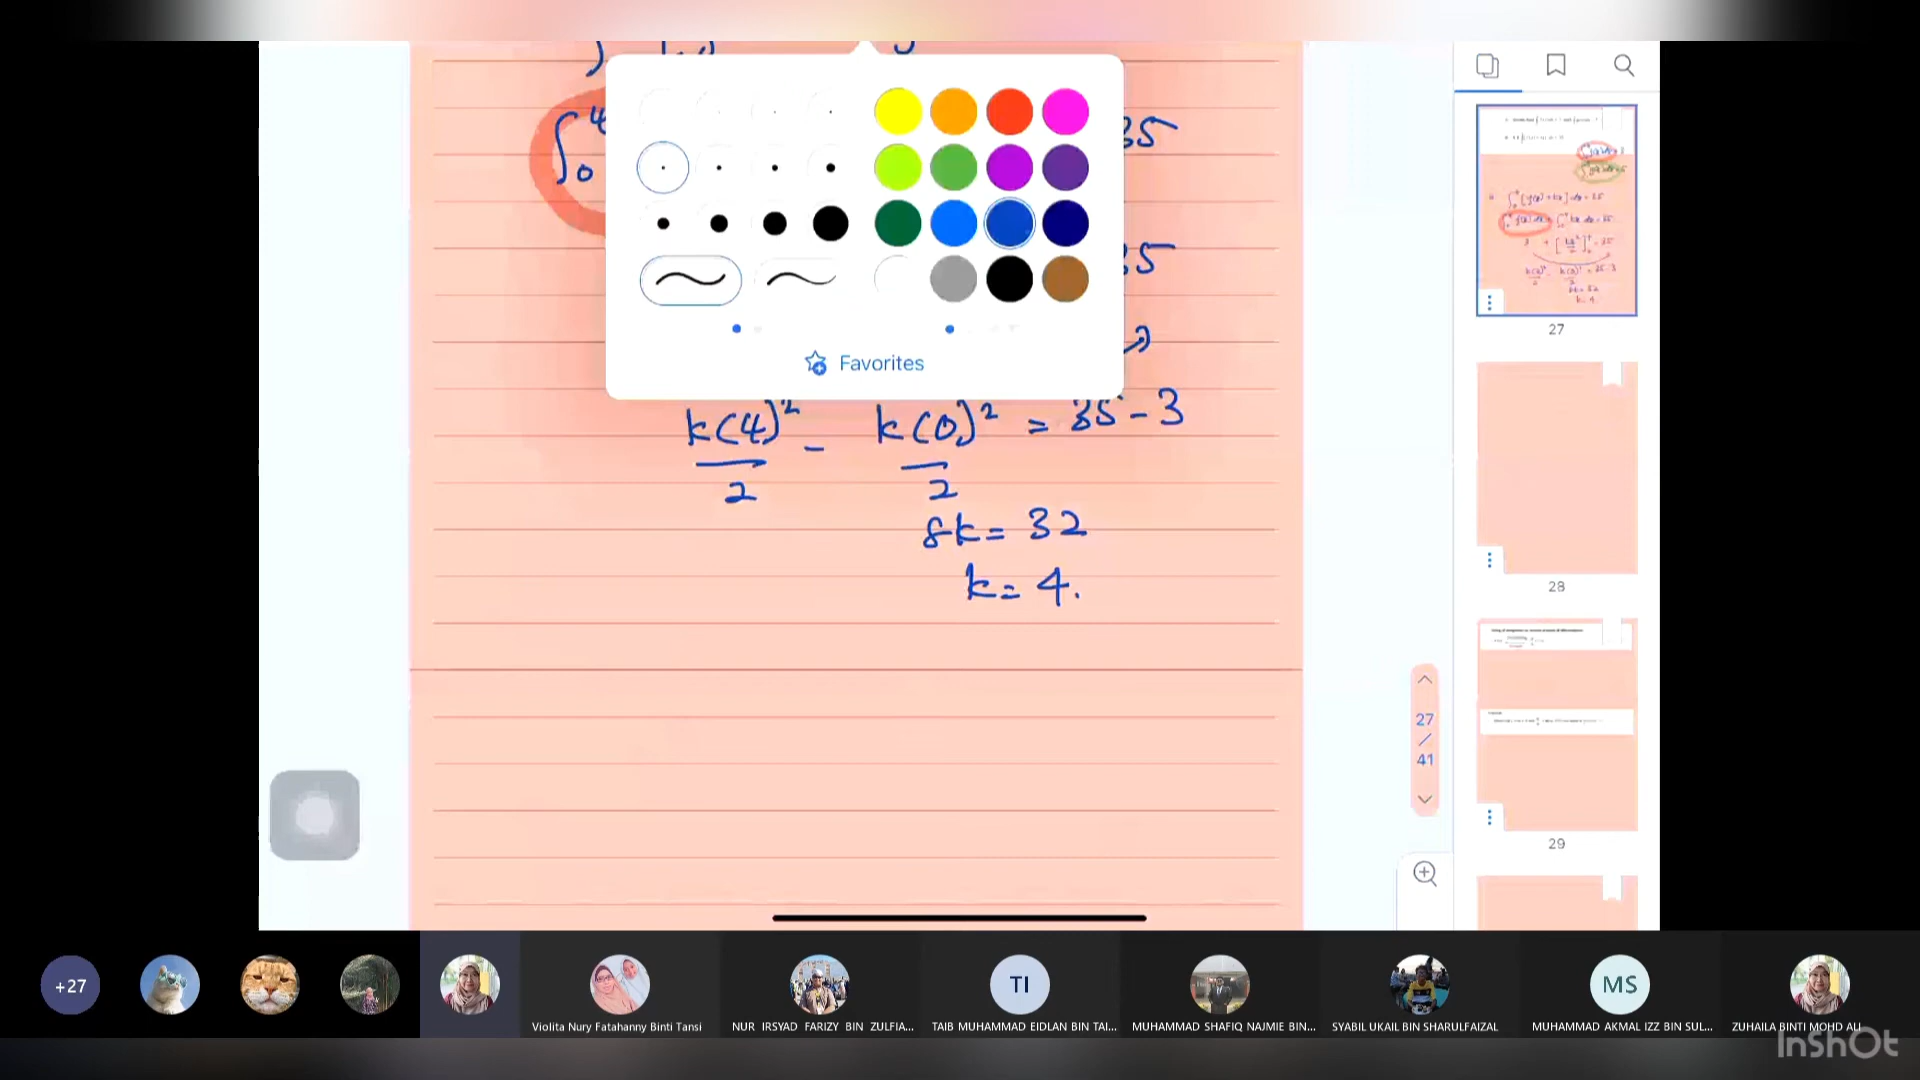 ∫₀⁴
35
35
Favorites
k(4)² - k(0)² = 35-3
2 2
8k = 32
k = 4.
27
/
41
27
28
29
+27
Violita Nury Fatahanny Binti Tansi
NUR IRSYAD FARIZY BIN ZULFIA...
TI
TAIB MUHAMMAD EIDLAN BIN TAI...
MUHAMMAD SHAFIQ NAJMIE BIN...
SYABIL UKAIL BIN SHARULFAIZAL
MS
MUHAMMAD AKMAL IZZ BIN SUL...
ZUHAILA BINTI MOHD ALI
InShOt